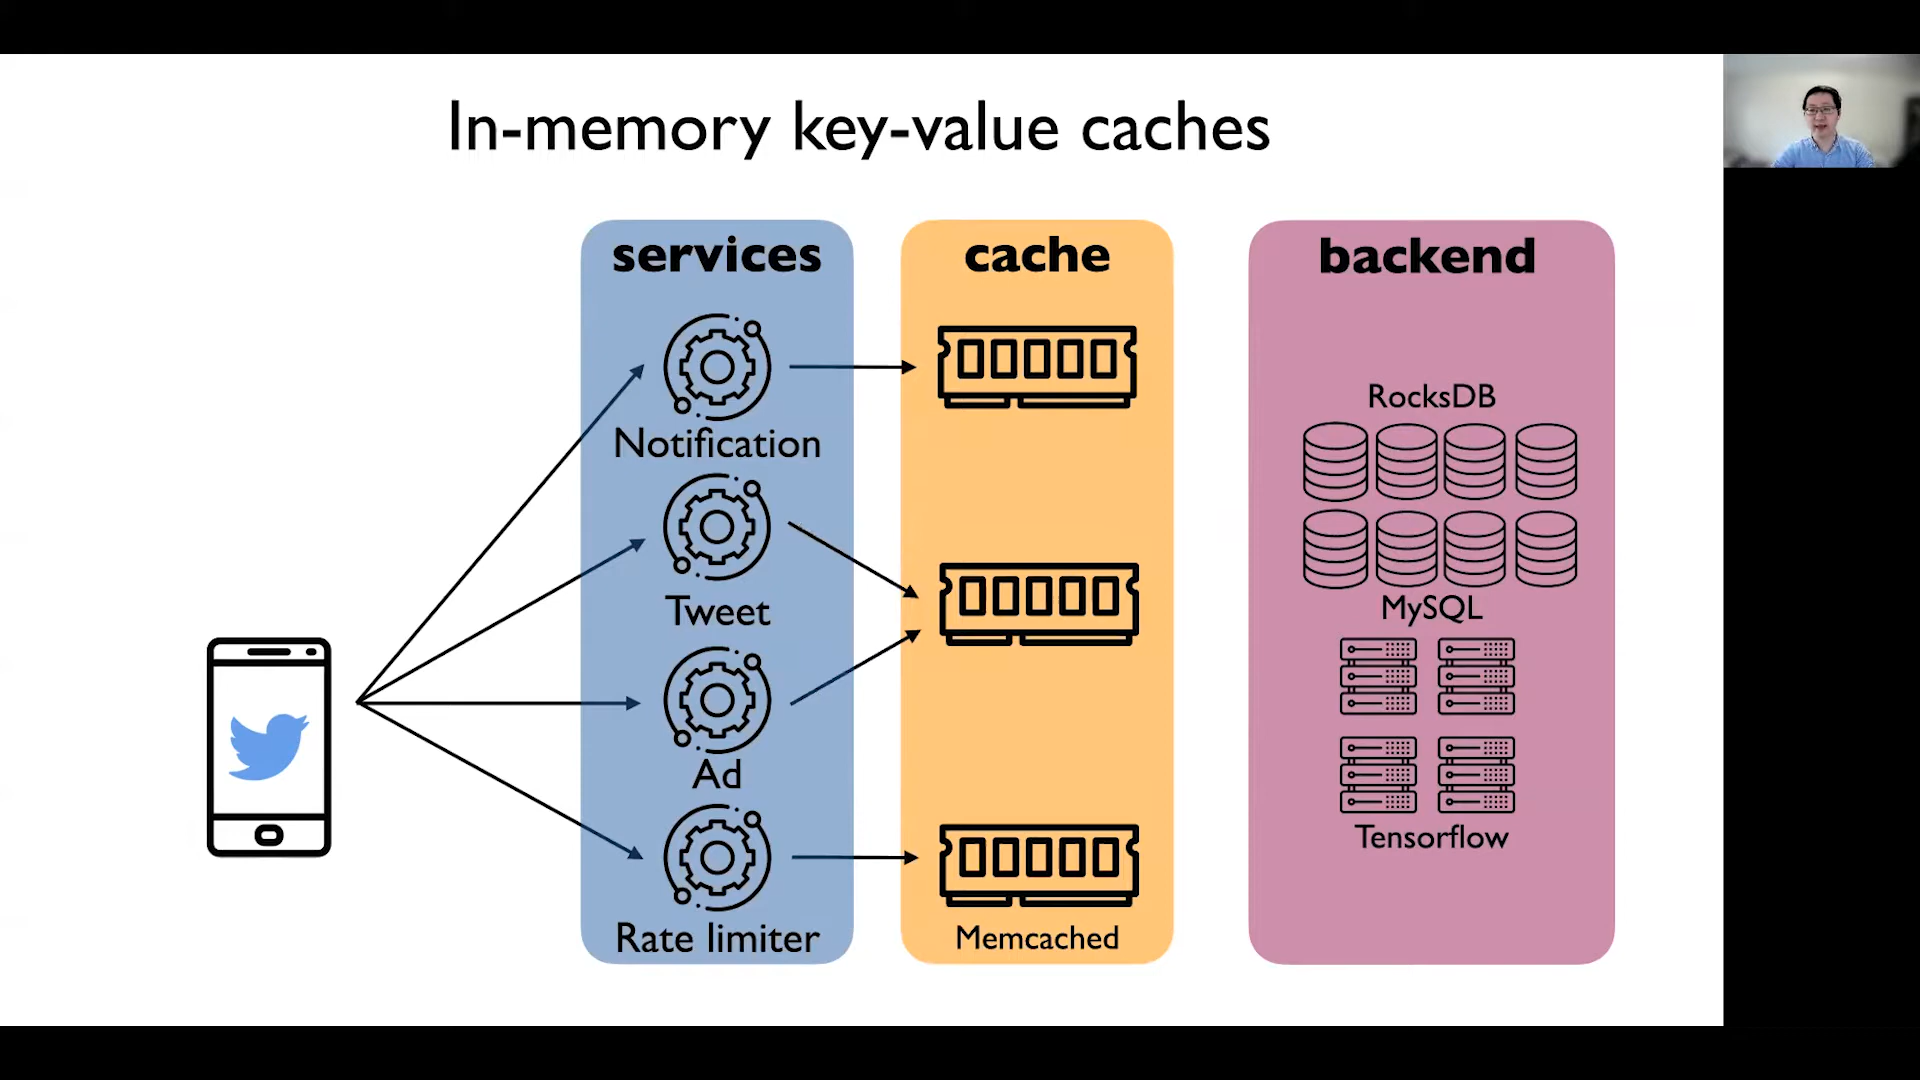 In-memory key-value caches
services
Notification
Tweet
Ad
Rate limiter
cache
Memcached
backend
RocksDB
MySQL
Tensorflow